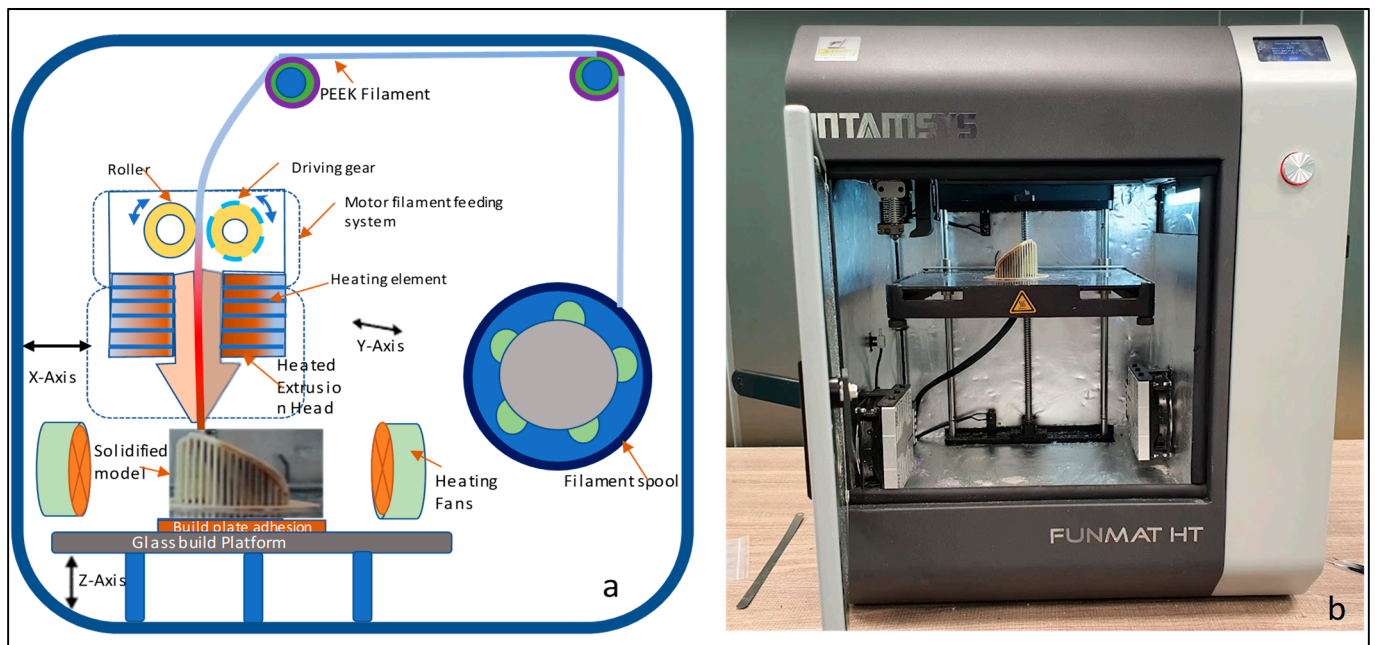 PEEK Filament
Roller
Driving gear
Motor filament feeding
system
Heating element
Y-Axis
X-Axis
Heated
Extrusio
n Head
Solidified
model
Heating
Fans
Filament spool
Build plate adhesion
Glass build Platform
Z-Axis
a
INTAMSYS
FUNMAT HT
b